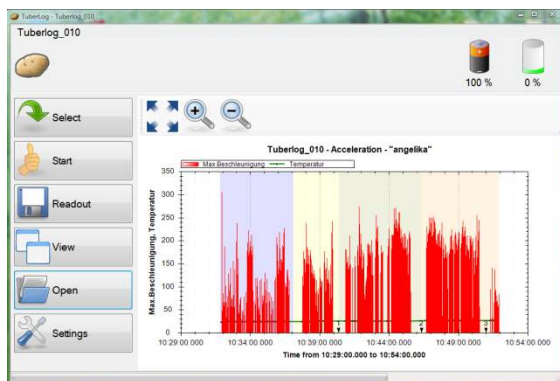 TuberLog - Tuberlog_010
Tuberlog_010
100 %
0 %
Select
Start
Readout
View
Open
Settings
Tuberlog_010 - Acceleration - "angelika"
Max.Beschleunigung
Temperatur
Max.Beschleunigung, Temperatur
350
300
250
200
150
100
50
0
1
2
3
10:29:00.000
10:34:00.000
10:39:00.000
10:44:00.000
10:49:00.000
10:54:00.000
Time from 10:29:00.000 to 10:54:00.000